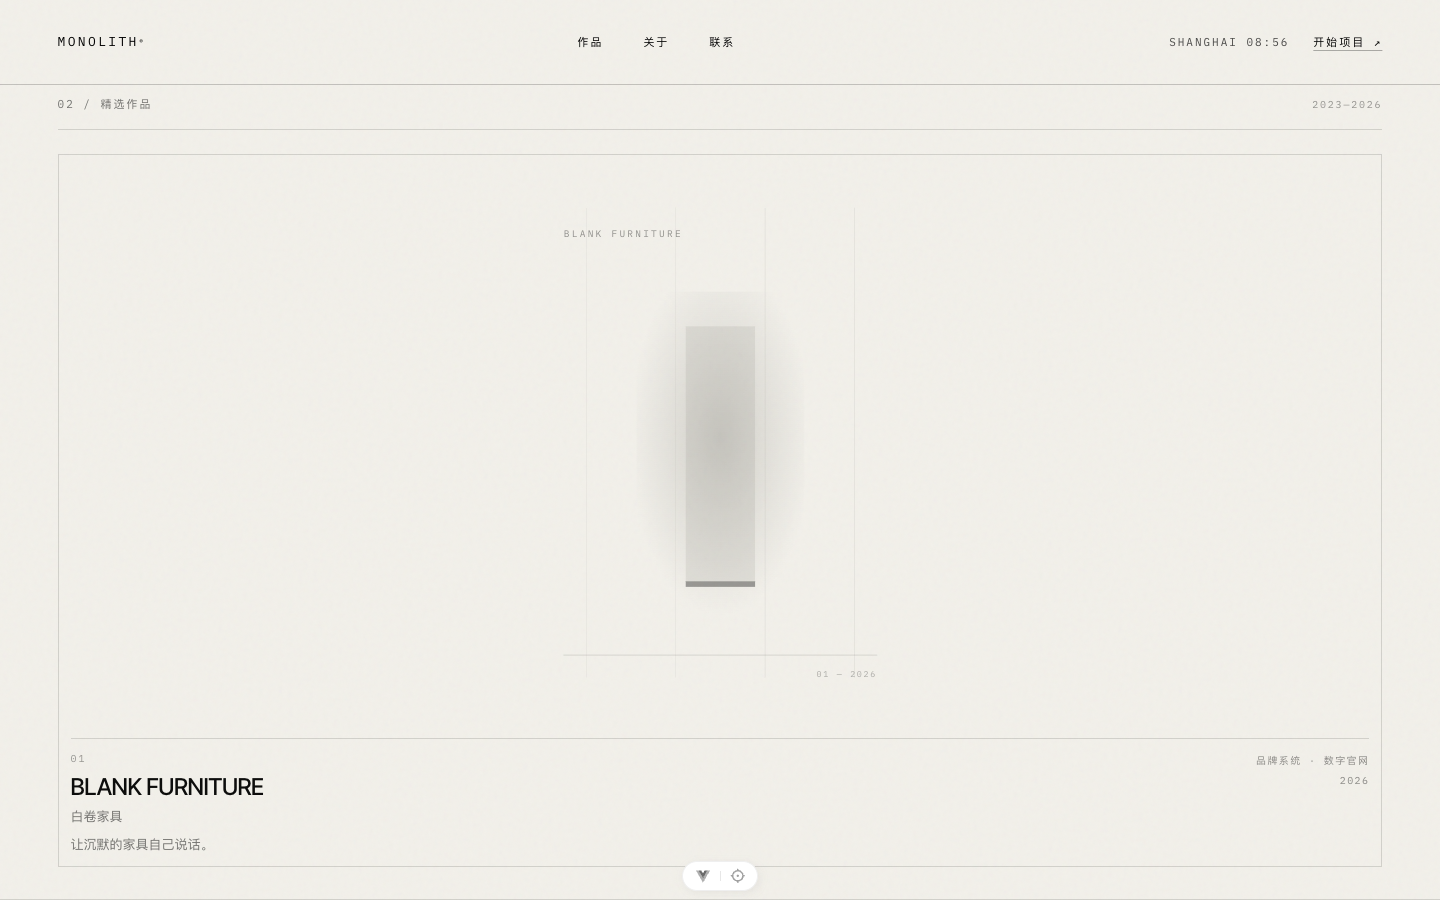 MONOLITH®
作品
关于
联系
SHANGHAI 08:56
开始项目 ↗
02 / 精选作品
2023—2026
BLANK FURNITURE
01 — 2026
01
BLANK FURNITURE
白卷家具
让沉默的家具自己说话。
品牌系统 · 数字官网
2026